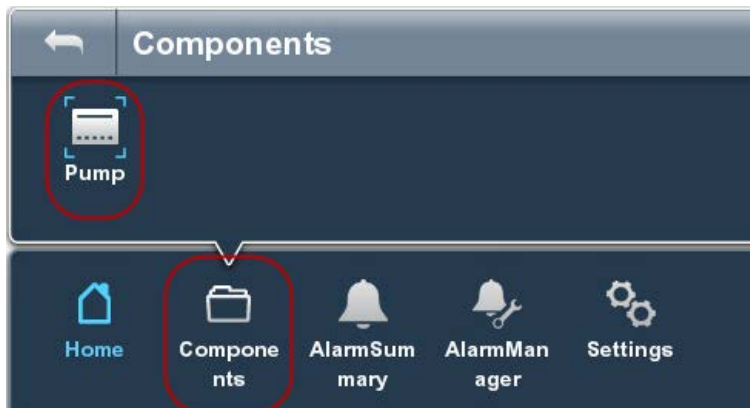 Components
Pump
Home
Compone
nts
AlarmSum
mary
AlarmMan
ager
Settings